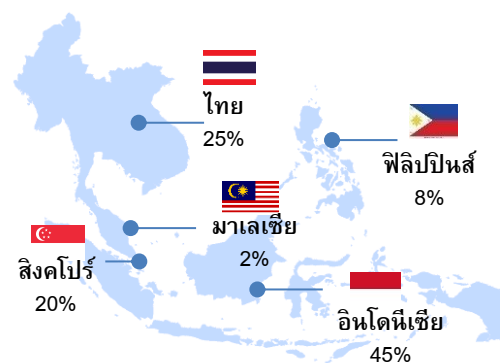 ไทย
25%
ฟิลิปปินส์
8%
มาเลเซีย
2%
สิงคโปร์
20%
อินโดนีเซีย
45%